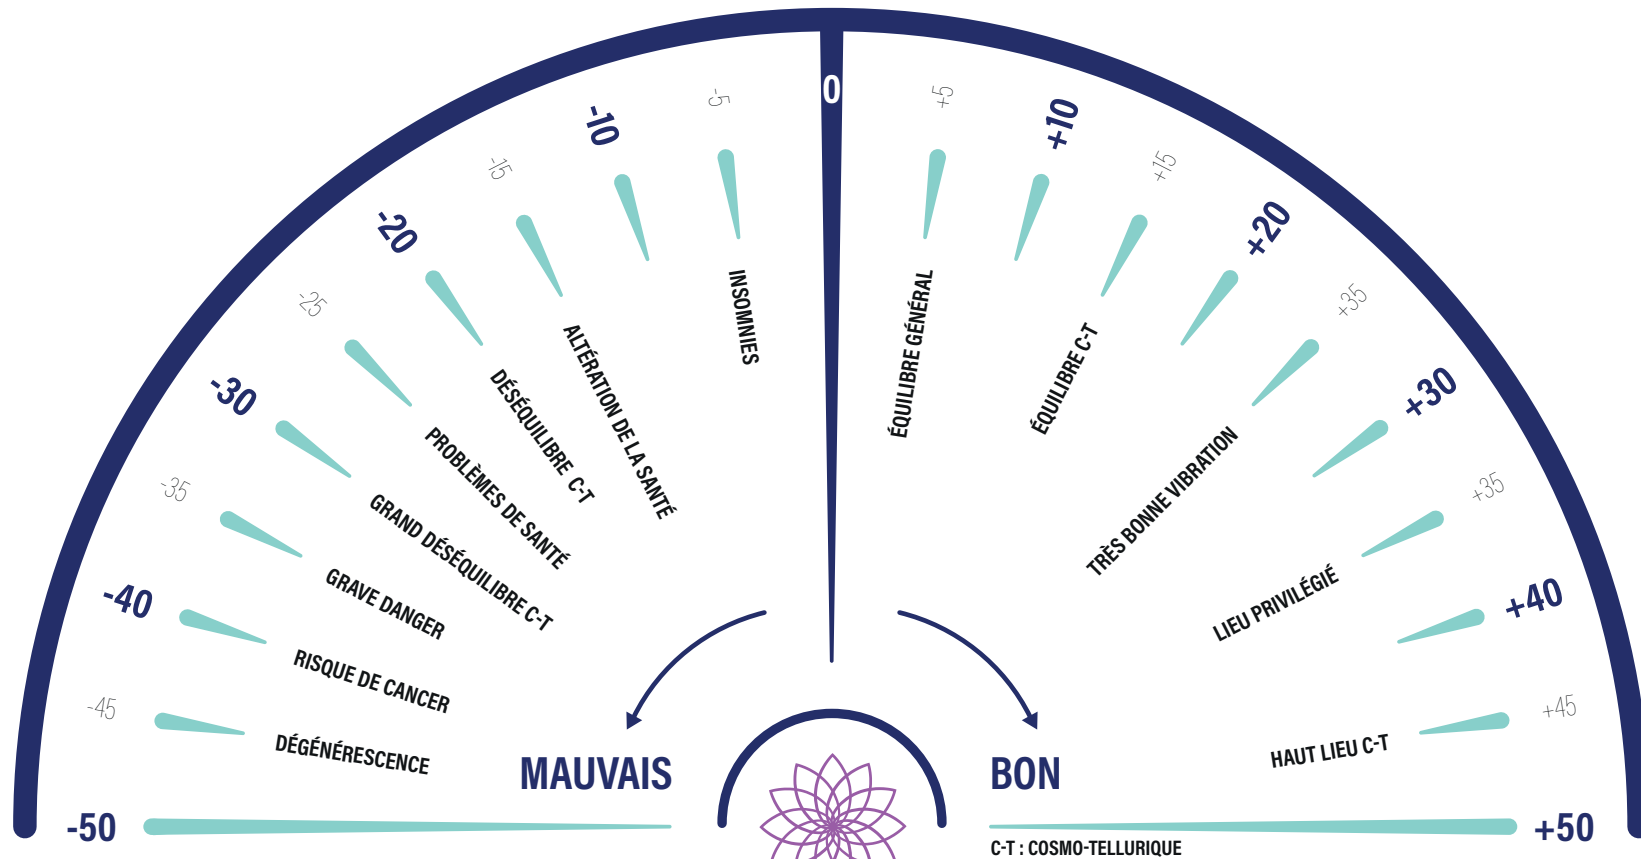 -50
-45
-40
-35
-30
-25
-20
-15
-10
-5
0
+5
+10
+15
+20
+35
+30
+35
+40
+45
+50
DÉGÉNÉRESCENCE
RISQUE DE CANCER
GRAVE DANGER
GRAND DÉSÉQUILIBRE C-T
PROBLÈMES DE SANTÉ
DÉSÉQUILIBRE C-T
ALTÉRATION DE LA SANTÉ
INSOMNIES
ÉQUILIBRE GÉNÉRAL
ÉQUILIBRE C-T
TRÈS BONNE VIBRATION
LIEU PRIVILÉGIÉ
HAUT LIEU C-T
MAUVAIS
BON
C-T : COSMO-TELLURIQUE